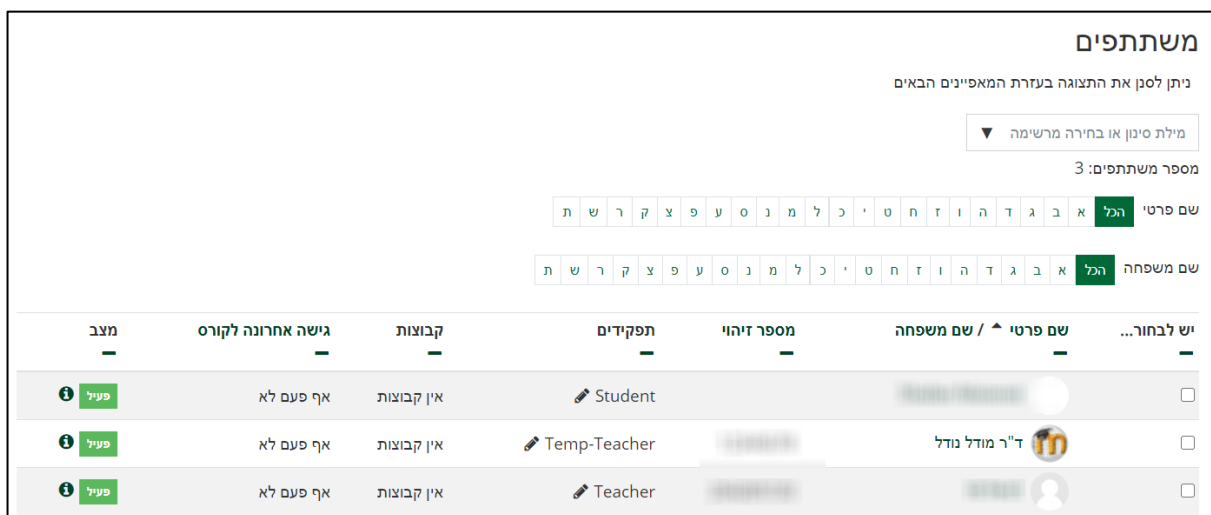 משתתפים
ניתן לסנן את התצוגה בעזרת המאפיינים הבאים
מילת סינון או בחירה מרשימה ▼
מספר משתתפים: 3
שם פרטי הכל א ב ג ד ה ו ז ח ט י כ ל מ נ ס ע פ צ ק ר ש ת
שם משפחה הכל א ב ג ד ה ו ז ח ט י כ ל מ נ ס ע פ צ ק ר ש ת
יש לבחור... שם פרטי / שם משפחה מספר זיהוי תפקידים קבוצות גישה אחרונה לקורס מצב
Student אין קבוצות אף פעם לא פעיל
ד"ר מודל נודל Temp-Teacher אין קבוצות אף פעם לא פעיל
Teacher אין קבוצות אף פעם לא פעיל